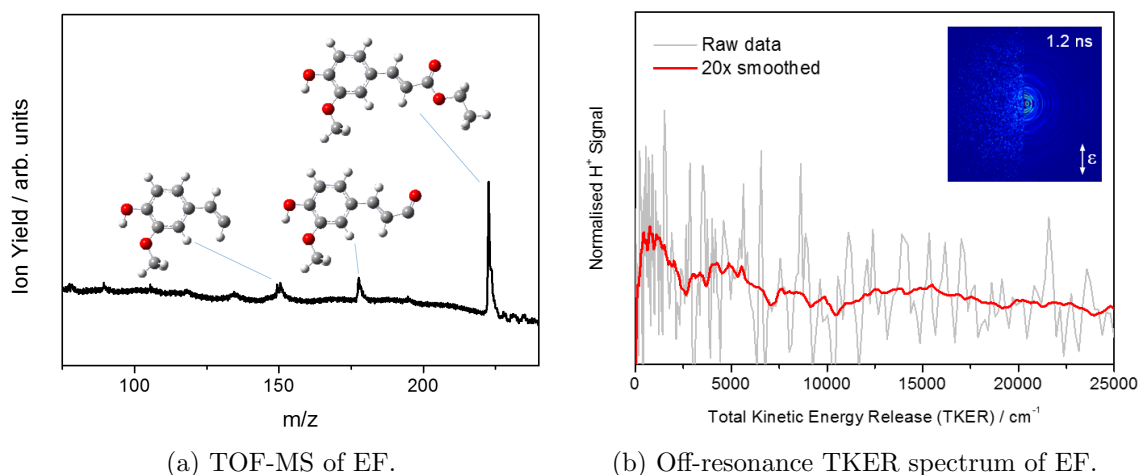 Ion Yield / arb. units
100
150
200
m/z
(a) TOF-MS of EF.
Raw data
20x smoothed
1.2 ns
ε
Normalised H⁺ Signal
0
5000
10000
15000
20000
25000
Total Kinetic Energy Release (TKER) / cm⁻¹
(b) Off-resonance TKER spectrum of EF.